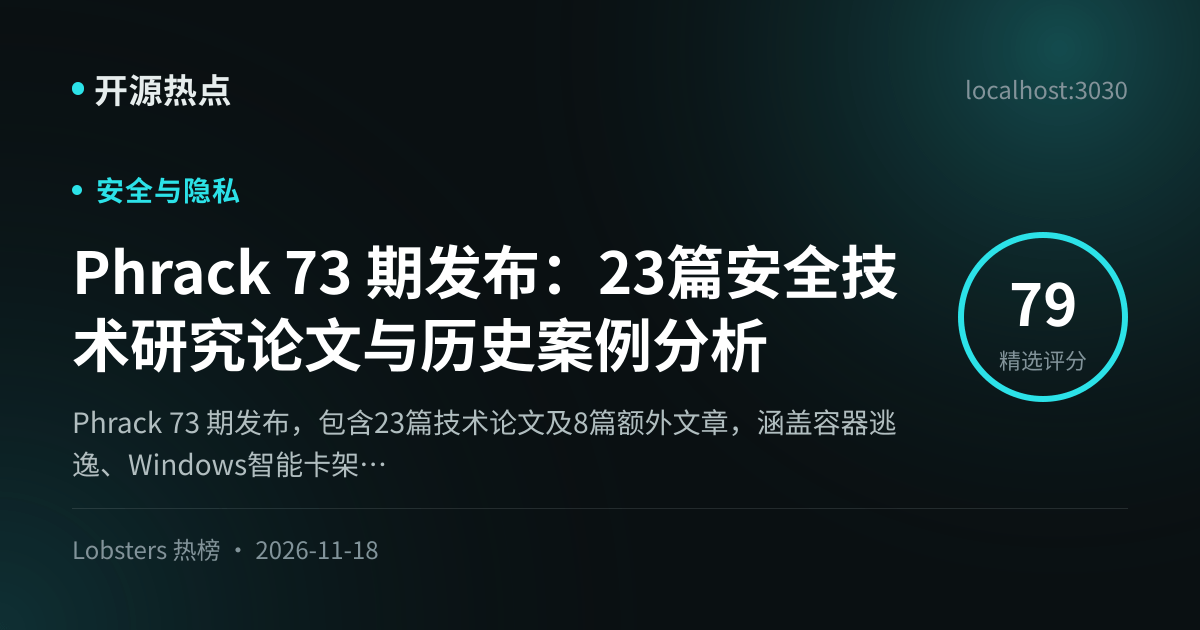 开源热点
localhost:3030
安全与隐私
Phrack 73 期发布：23篇安全技
术研究论文与历史案例分析
79
精选评分
Phrack 73 期发布，包含23篇技术论文及8篇额外文章，涵盖容器逃
逸、Windows智能卡架…
Lobsters 热榜 · 2026-11-18